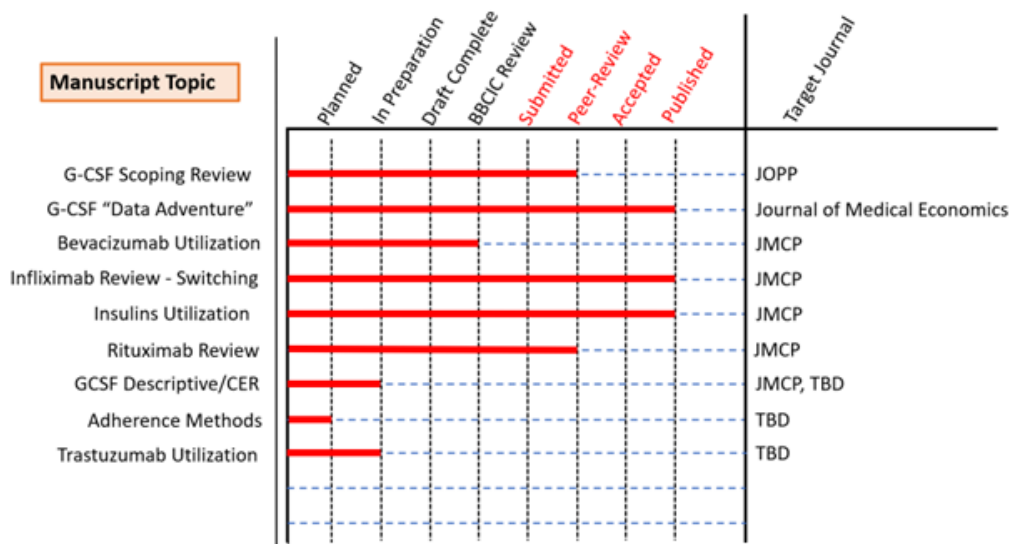 Manuscript Topic
Planned
In Preparation
Draft Complete
BBCIC Review
Submitted
Peer-Review
Accepted
Published
Target Journal
G-CSF Scoping Review
JOPP
G-CSF “Data Adventure”
Journal of Medical Economics
Bevacizumab Utilization
JMCP
Infliximab Review - Switching
JMCP
Insulins Utilization
JMCP
Rituximab Review
JMCP
GCSF Descriptive/CER
JMCP, TBD
Adherence Methods
TBD
Trastuzumab Utilization
TBD